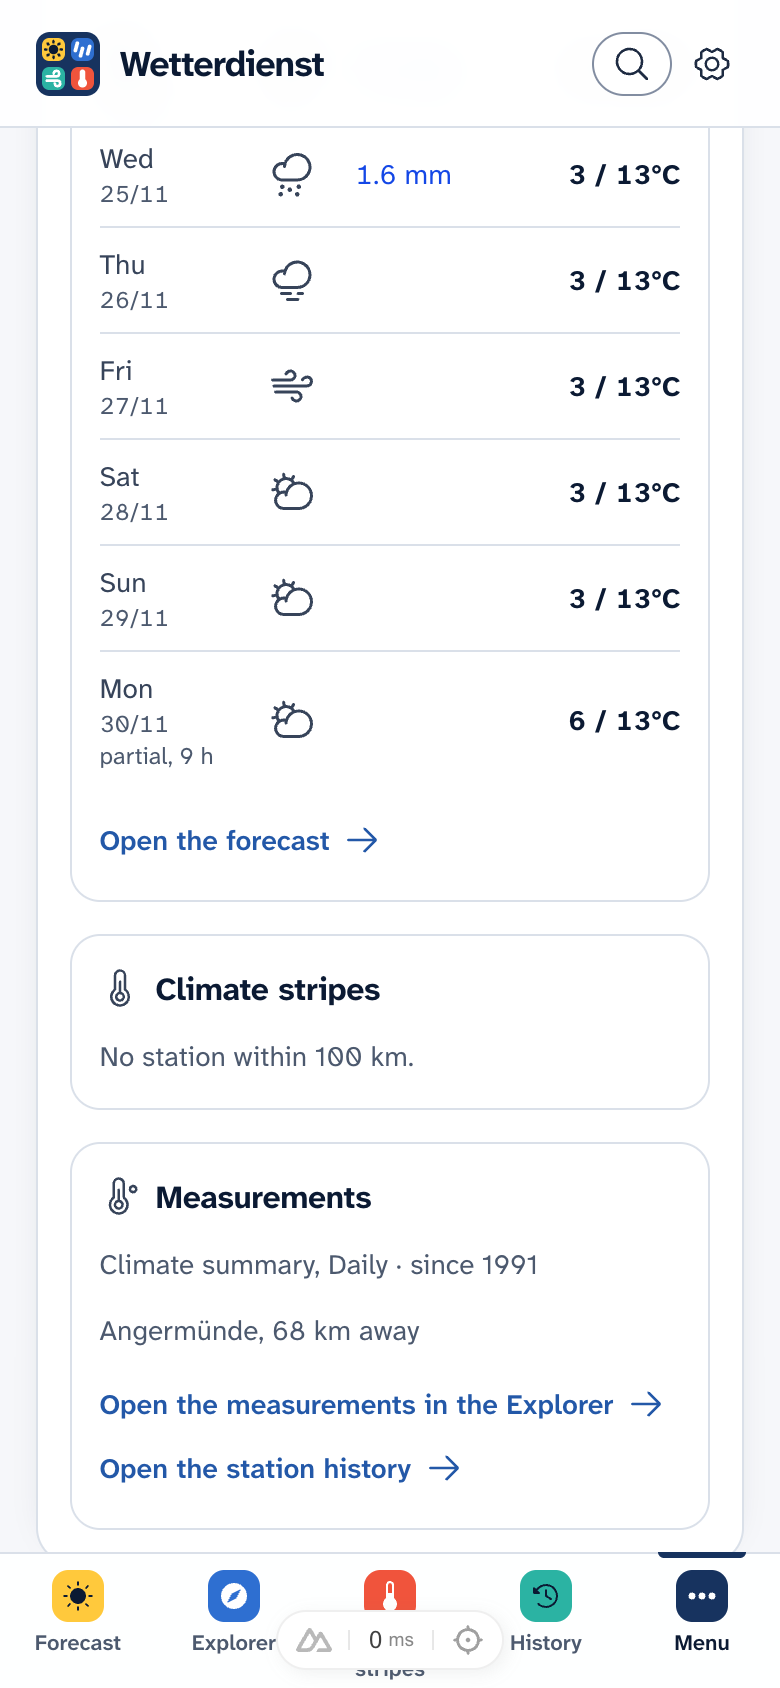 Wetterdienst
Wed
25/11
1.6 mm
3 / 13°C
Thu
26/11
3 / 13°C
Fri
27/11
3 / 13°C
Sat
28/11
3 / 13°C
Sun
29/11
3 / 13°C
Mon
30/11
partial, 9 h
6 / 13°C
Open the forecast
Climate stripes
No station within 100 km.
Measurements
Climate summary, Daily · since 1991
Angermünde, 68 km away
Open the measurements in the Explorer
Open the station history
Forecast
Explorer
stripes
History
Menu
0 ms